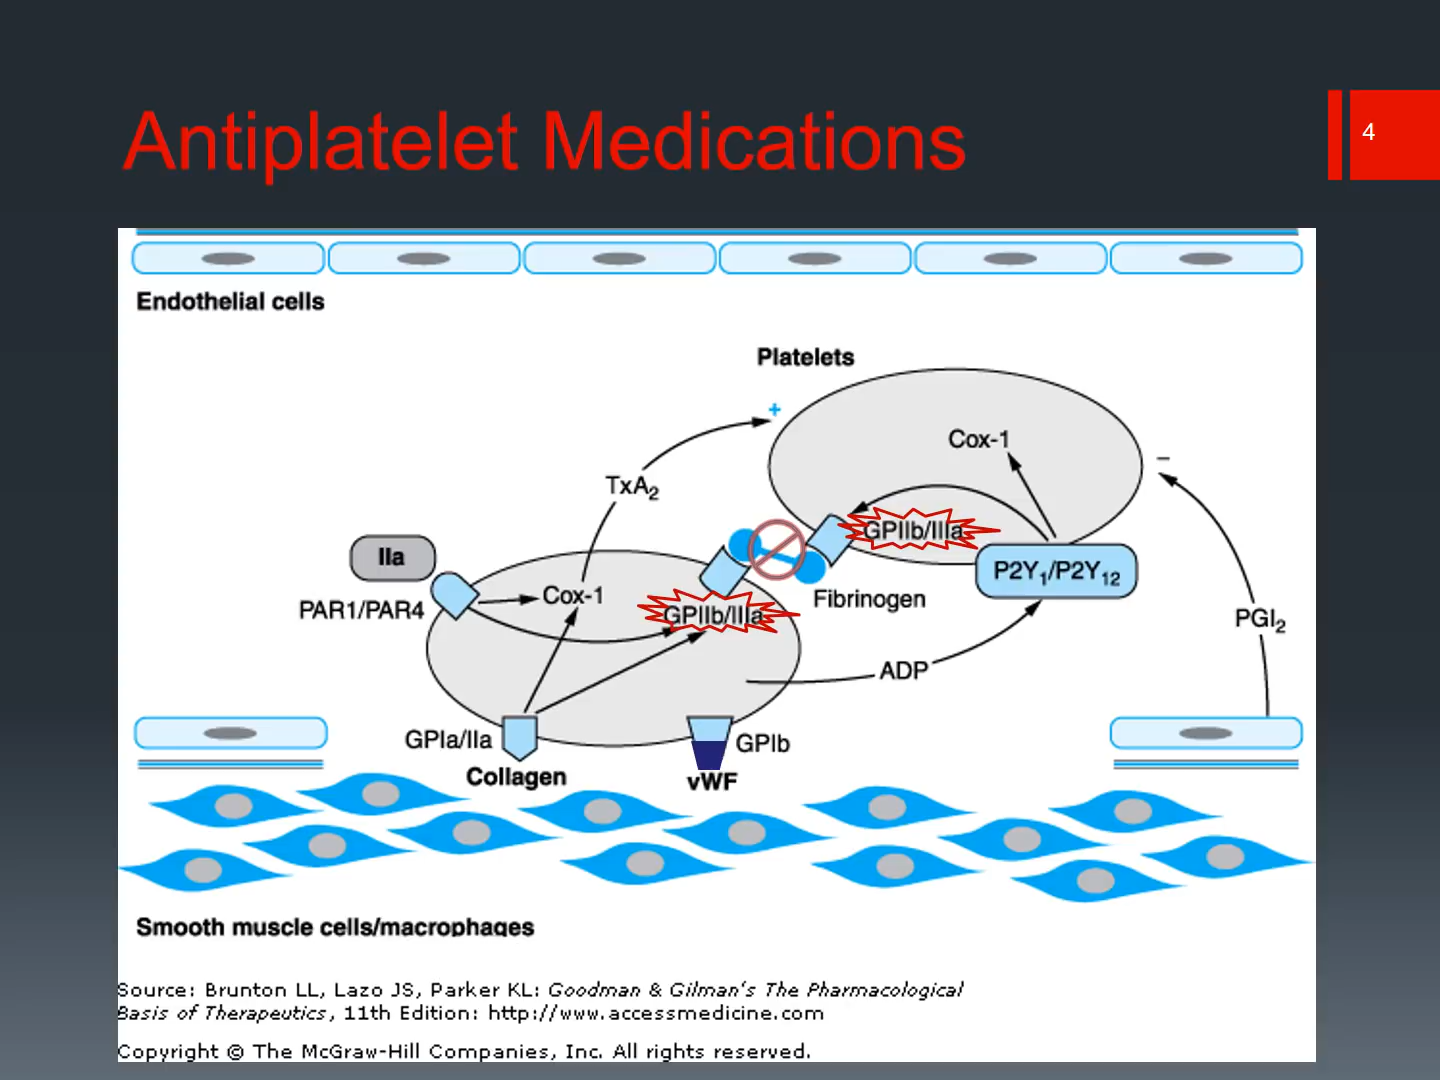 Antiplatelet Medications
4
Endothelial cells
Platelets
+
Cox-1
–
TxA2
GPIIb/IIIa
IIa
P2Y1/P2Y12
Cox-1
Fibrinogen
PAR1/PAR4
GPIIb/IIIa
PGI2
ADP
GPIa/IIa
GPIb
Collagen
vWF
Smooth muscle cells/macrophages
Source: Brunton LL, Lazo JS, Parker KL: Goodman & Gilman's The Pharmacological
Basis of Therapeutics, 11th Edition: http://www.accessmedicine.com
Copyright © The McGraw-Hill Companies, Inc. All rights reserved.